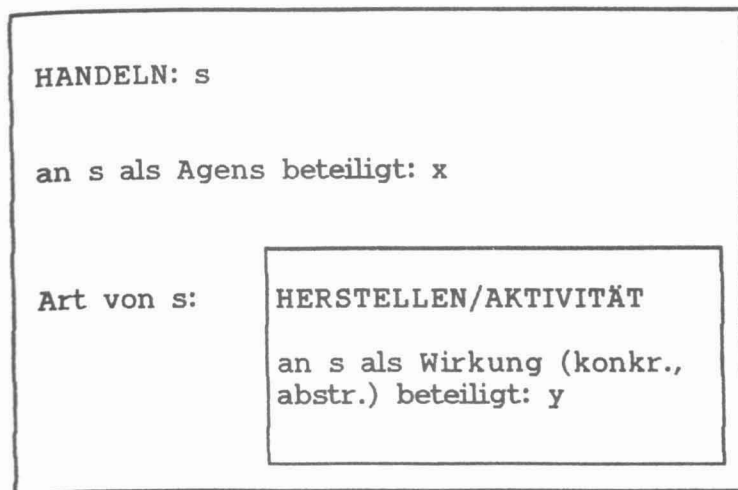 HANDELN: s
an s als Agens beteiligt: x
Art von s:
HERSTELLEN/AKTIVITÄT
an s als Wirkung (konkr.,
abstr.) beteiligt: y